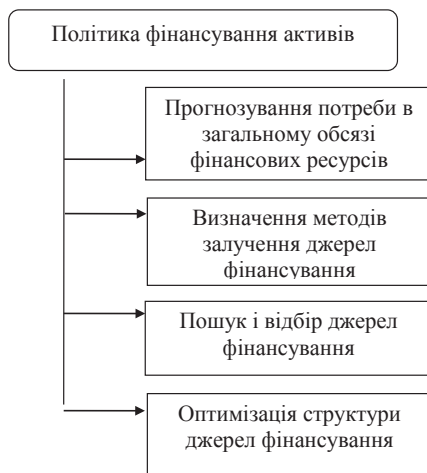 Політика фінансування активів
Прогнозування потреби в
загальному обсязі
фінансових ресурсів
Визначення методів
залучення джерел
фінансування
Пошук і відбір джерел
фінансування
Оптимізація структури
джерел фінансування